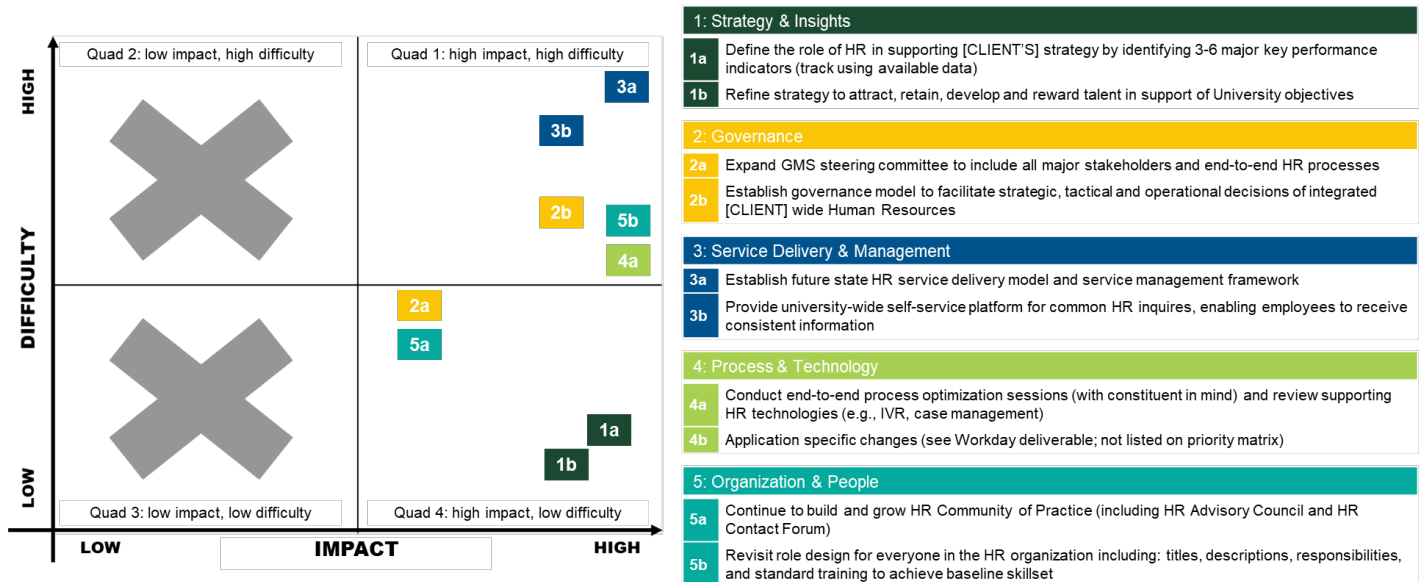 Quad 2: low impact, high difficulty
Quad 1: high impact, high difficulty
HIGH
3a
3b
2b
5b
4a
DIFFICULTY
2a
5a
1a
1b
LOW
Quad 3: low impact, low difficulty
Quad 4: high impact, low difficulty
LOW
IMPACT
HIGH
1: Strategy & Insights
1a
Define the role of HR in supporting [CLIENT'S] strategy by identifying 3-6 major key performance
indicators (track using available data)
1b
Refine strategy to attract, retain, develop and reward talent in support of University objectives
2: Governance
2a
Expand GMS steering committee to include all major stakeholders and end-to-end HR processes
2b
Establish governance model to facilitate strategic, tactical and operational decisions of integrated
[CLIENT] wide Human Resources
3: Service Delivery & Management
3a
Establish future state HR service delivery model and service management framework
3b
Provide university-wide self-service platform for common HR inquires, enabling employees to receive
consistent information
4: Process & Technology
4a
Conduct end-to-end process optimization sessions (with constituent in mind) and review supporting
HR technologies (e.g., IVR, case management)
4b
Application specific changes (see Workday deliverable; not listed on priority matrix)
5: Organization & People
5a
Continue to build and grow HR Community of Practice (including HR Advisory Council and HR
Contact Forum)
5b
Revisit role design for everyone in the HR organization including: titles, descriptions, responsibilities,
and standard training to achieve baseline skillset